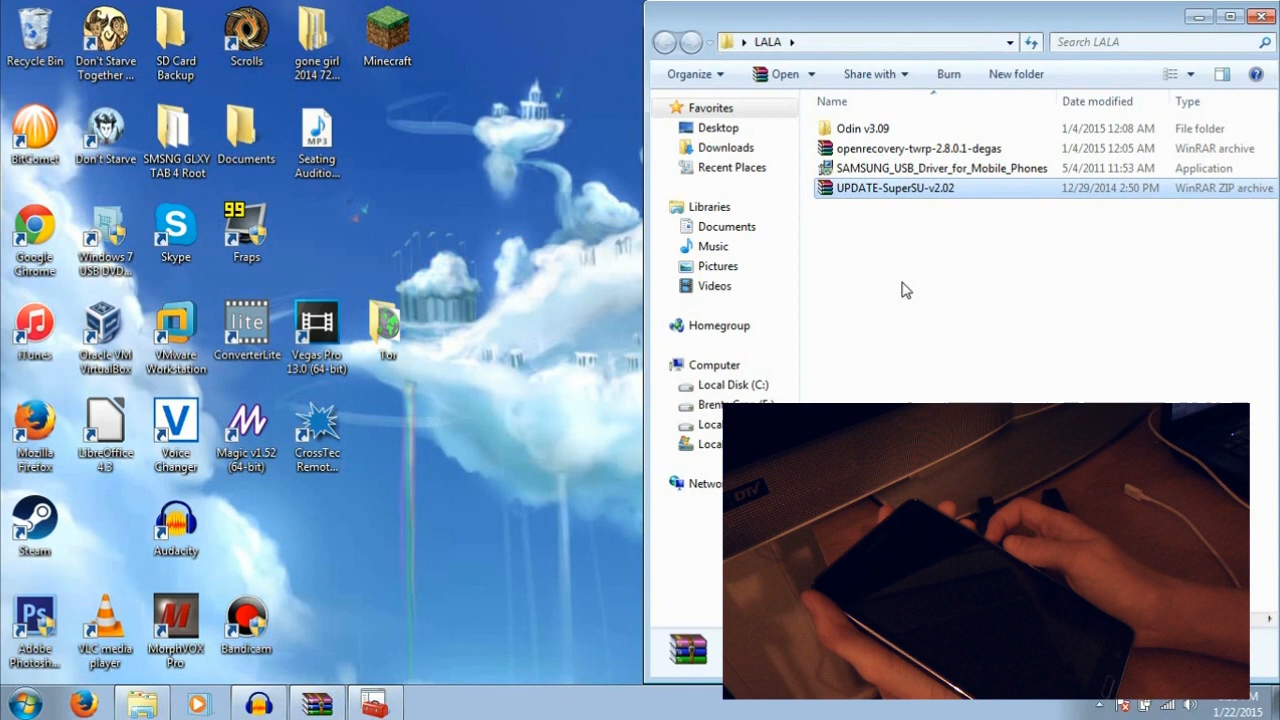 Recycle Bin
Don't Starve
Together ...
SD Card
Backup
Scrolls
gone girl
2014 72...
Minecraft
BitComet
Don't Starve
SMSNG GLXY
TAB 4 Root
Documents
MP3
Seating
Auditio...
Google
Chrome
Windows 7
USB DVD...
Skype
99
Fraps
iTunes
Oracle VM
VirtualBox
VMware
Workstation
lite
ConverterLite
Vegas Pro
13.0 (64-bit)
Tor
Mozilla
Firefox
LibreOffice
4.3
V
Voice
Changer
Magic v1.52
(64-bit)
CrossTec
Remot...
Steam
Audacity
Ps
Adobe
Photosh...
VLC media
player
MorphVOX
Pro
Bandicam
LALA
Search LALA
Organize
Open
Share with
Burn
New folder
Name
Date modified
Type
Odin v3.09
1/4/2015 12:08 AM
File folder
openrecovery-twrp-2.8.0.1-degas
1/4/2015 12:05 AM
WinRAR archive
SAMSUNG_USB_Driver_for_Mobile_Phones
5/4/2011 11:53 AM
Application
UPDATE-SuperSU-v2.02
12/29/2014 2:50 PM
WinRAR ZIP archive
Favorites
Desktop
Downloads
Recent Places
Libraries
Documents
Music
Pictures
Videos
Homegroup
Computer
Local Disk (C:)
Loca
Loca
Netwo
1/22/2015